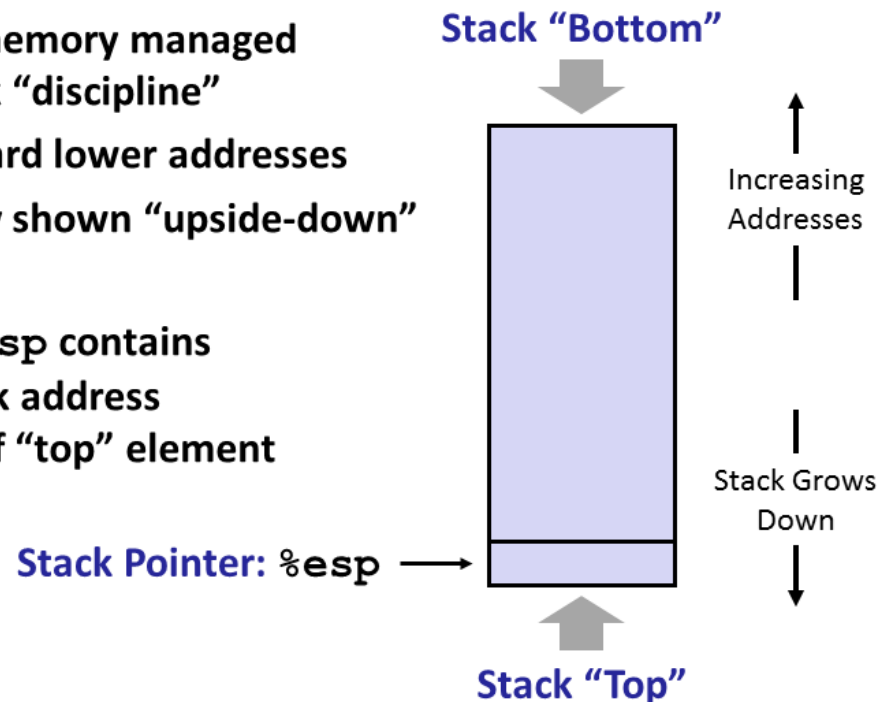 emory managed
“discipline”
rd lower addresses
shown “upside-down”
sp contains
address
“top” element
Stack Pointer: %esp
Stack “Bottom”
Increasing
Addresses
Stack Grows
Down
Stack “Top”